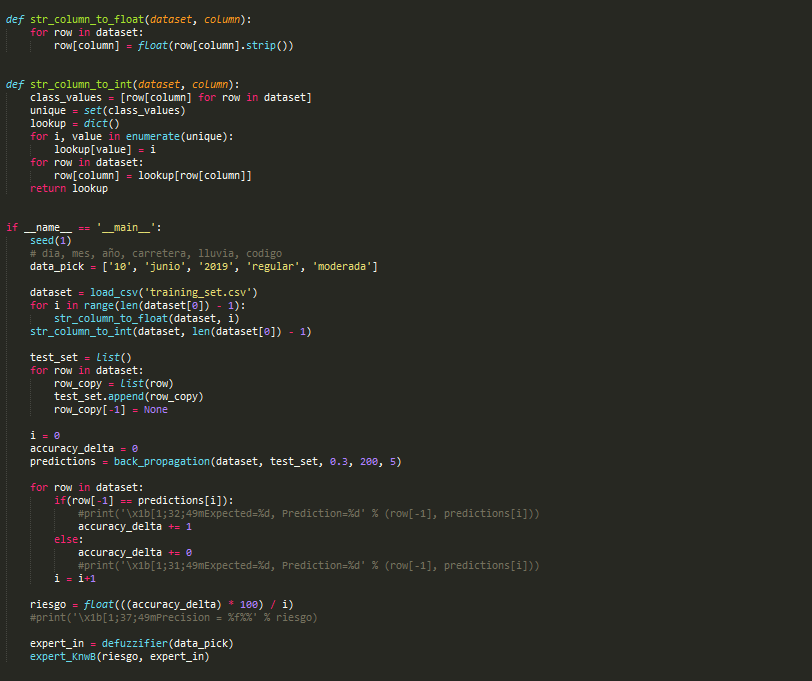 def str_column_to_float(dataset, column):
    for row in dataset:
        row[column] = float(row[column].strip())
def str_column_to_int(dataset, column):
    class_values = [row[column] for row in dataset]
    unique = set(class_values)
    lookup = dict()
    for i, value in enumerate(unique):
        lookup[value] = i
    for row in dataset:
        row[column] = lookup[row[column]]
    return lookup
if __name__ == '__main__':
    seed(1)
    # dia, mes, año, carretera, lluvia, codigo
    data_pick = ['10', 'junio', '2019', 'regular', 'moderada']
    dataset = load_csv('training_set.csv')
    for i in range(len(dataset[0]) - 1):
        str_column_to_float(dataset, i)
    str_column_to_int(dataset, len(dataset[0]) - 1)
    test_set = list()
    for row in dataset:
        row_copy = list(row)
        test_set.append(row_copy)
        row_copy[-1] = None
    i = 0
    accuracy_delta = 0
    predictions = back_propagation(dataset, test_set, 0.3, 200, 5)
    for row in dataset:
        if(row[-1] == predictions[i]):
            #print('\x1b[1;32;49mExpected=%d, Prediction=%d' % (row[-1], predictions[i]))
            accuracy_delta += 1
        else:
            accuracy_delta += 0
            #print('\x1b[1;31;49mExpected=%d, Prediction=%d' % (row[-1], predictions[i]))
        i = i+1
    riesgo = float(((accuracy_delta) * 100) / i)
    #print('\x1b[1;37;49mPrecision = %f%%' % riesgo)
    expert_in = defuzzifier(data_pick)
    expert_KnwB(riesgo, expert_in)